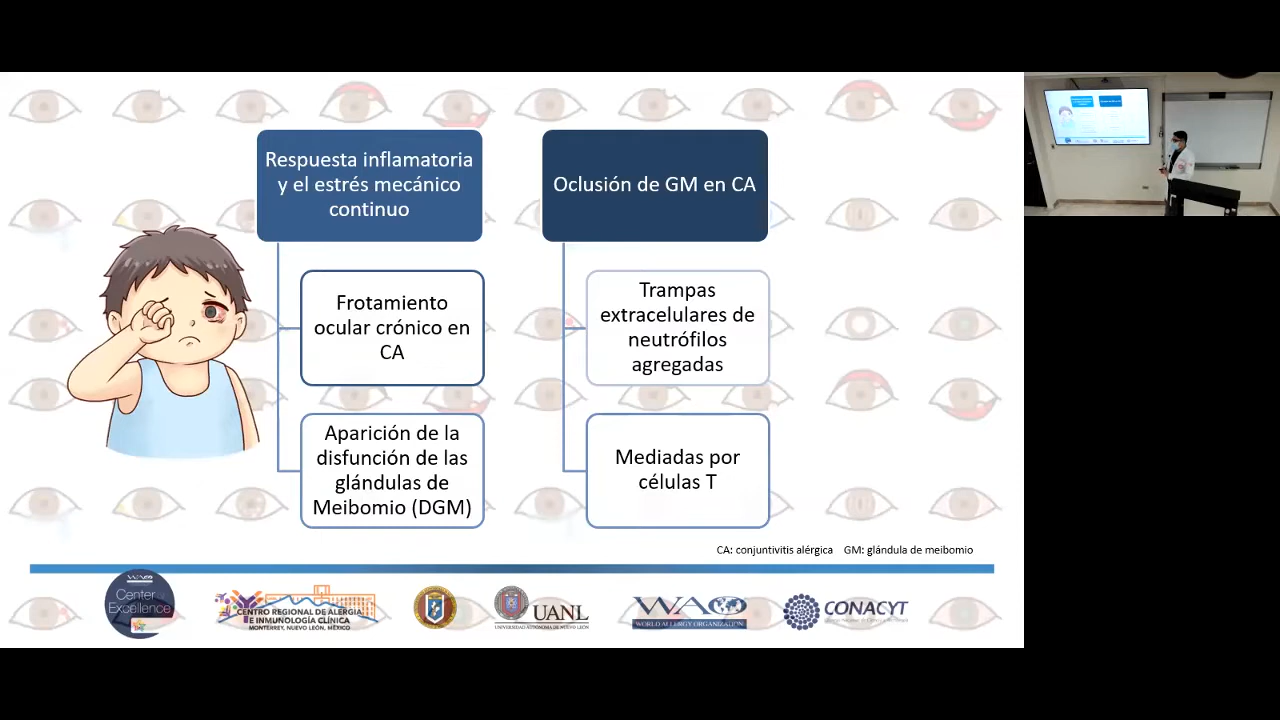 Respuesta inflamatoria
y el estrés mecánico
continuo
Frotamiento
ocular crónico en
CA
Aparición de la
disfunción de las
glándulas de
Meibomio (DGM)
Oclusión de GM en CA
Trampas
extracelulares de
neutrófilos
agregadas
Mediadas por
células T
CA: conjuntivitis alérgica GM: glándula de meibomio
Center of
Excellence
CENTRO REGIONAL DE ALERGIA
E INMUNOLOGÍA CLÍNICA
MONTERREY, NUEVO LEÓN, MÉXICO
UANL
UNIVERSIDAD AUTÓNOMA DE NUEVO LEÓN
WAO
WORLD ALLERGY ORGANIZATION
CONACYT